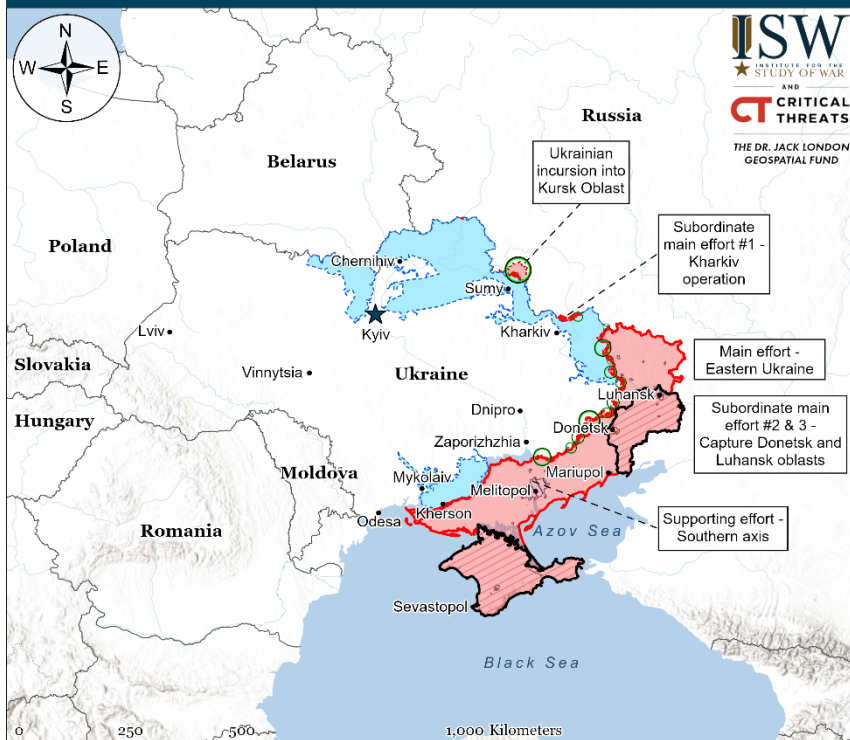 N
W E
S
ISW
INSTITUTE FOR THE
STUDY OF WAR
AND
CT CRITICAL
THREATS
THE DR. JACK LONDON
GEOSPATIAL FUND
Russia
Ukrainian
incursion into
Kursk Oblast
Belarus
Subordinate
main effort #1 -
Kharkiv
operation
Poland
Chernihiv
Sumy
Kyiv
Kharkiv
Lviv
Main effort -
Eastern Ukraine
Slovakia
Vinnytsia
Ukraine
Luhansk
Hungary
Dnipro
Donetsk
Subordinate main
effort #2 & 3 -
Capture Donetsk and
Luhansk oblasts
Zaporizhzhia
Moldova
Mariupol
Mykolaiv
Melitopol
Kherson
Odesa
Romania
Azov Sea
Supporting effort -
Southern axis
Sevastopol
Black Sea
0 250 500 1,000 Kilometers